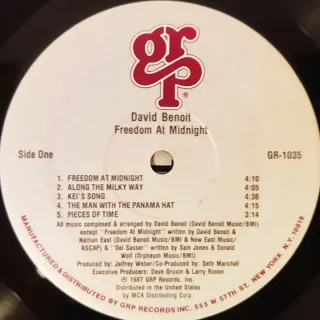 grp
David Benoit
Freedom At Midnight
Side One
GR-1035
1. FREEDOM AT MIDNIGHT 4:10
2. ALONG THE MILKY WAY 4:05
3. KEI'S SONG 4:36
4. THE MAN WITH THE PANAMA HAT 4:15
5. PIECES OF TIME 3:14
All music composed & arranged by David Benoit (David Benoit Music/BMI)
except "Freedom At Midnight" written by David Benoit &
Nathan East (David Benoit Music/BMI & New East Music/
ASCAP) & "Del Sasser" written by Sam Jones & Donald
Wolf (Orpheum Music/BMI)
Produced by: Jeffrey Weber/Co-Produced by: Seth Marshall
Executive Producers: Dave Grusin & Larry Rosen
℗ 1987 GRP Records, Inc.
Distributed in the United States
by MCA Distributing Corp.
MANUFACTURED & DISTRIBUTED BY GRP RECORDS INC. 555 W. 57TH ST. NEW YORK N.Y. 10019